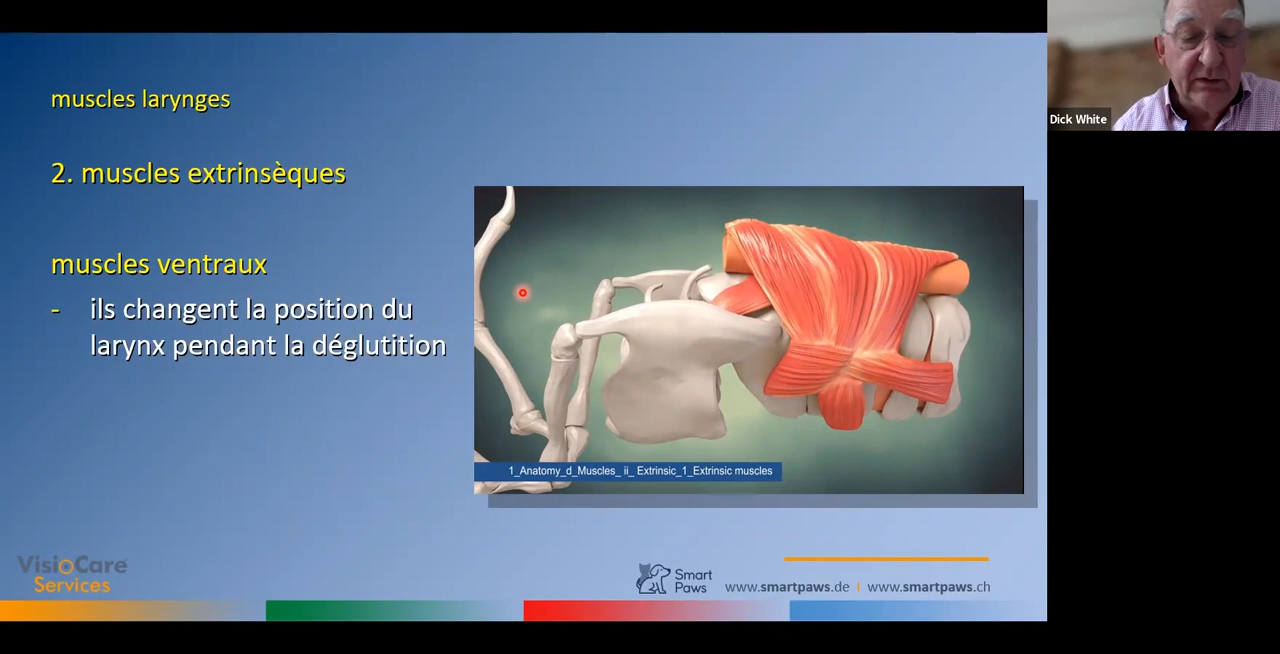 muscles larynges
2. muscles extrinsèques
muscles ventraux
- ils changent la position du
larynx pendant la déglutition
1_Anatomy_d_Muscles_ ii_ Extrinsic_1_Extrinsic muscles
Dick White
VisioCare
Services
Smart
Paws
www.smartpaws.de | www.smartpaws.ch